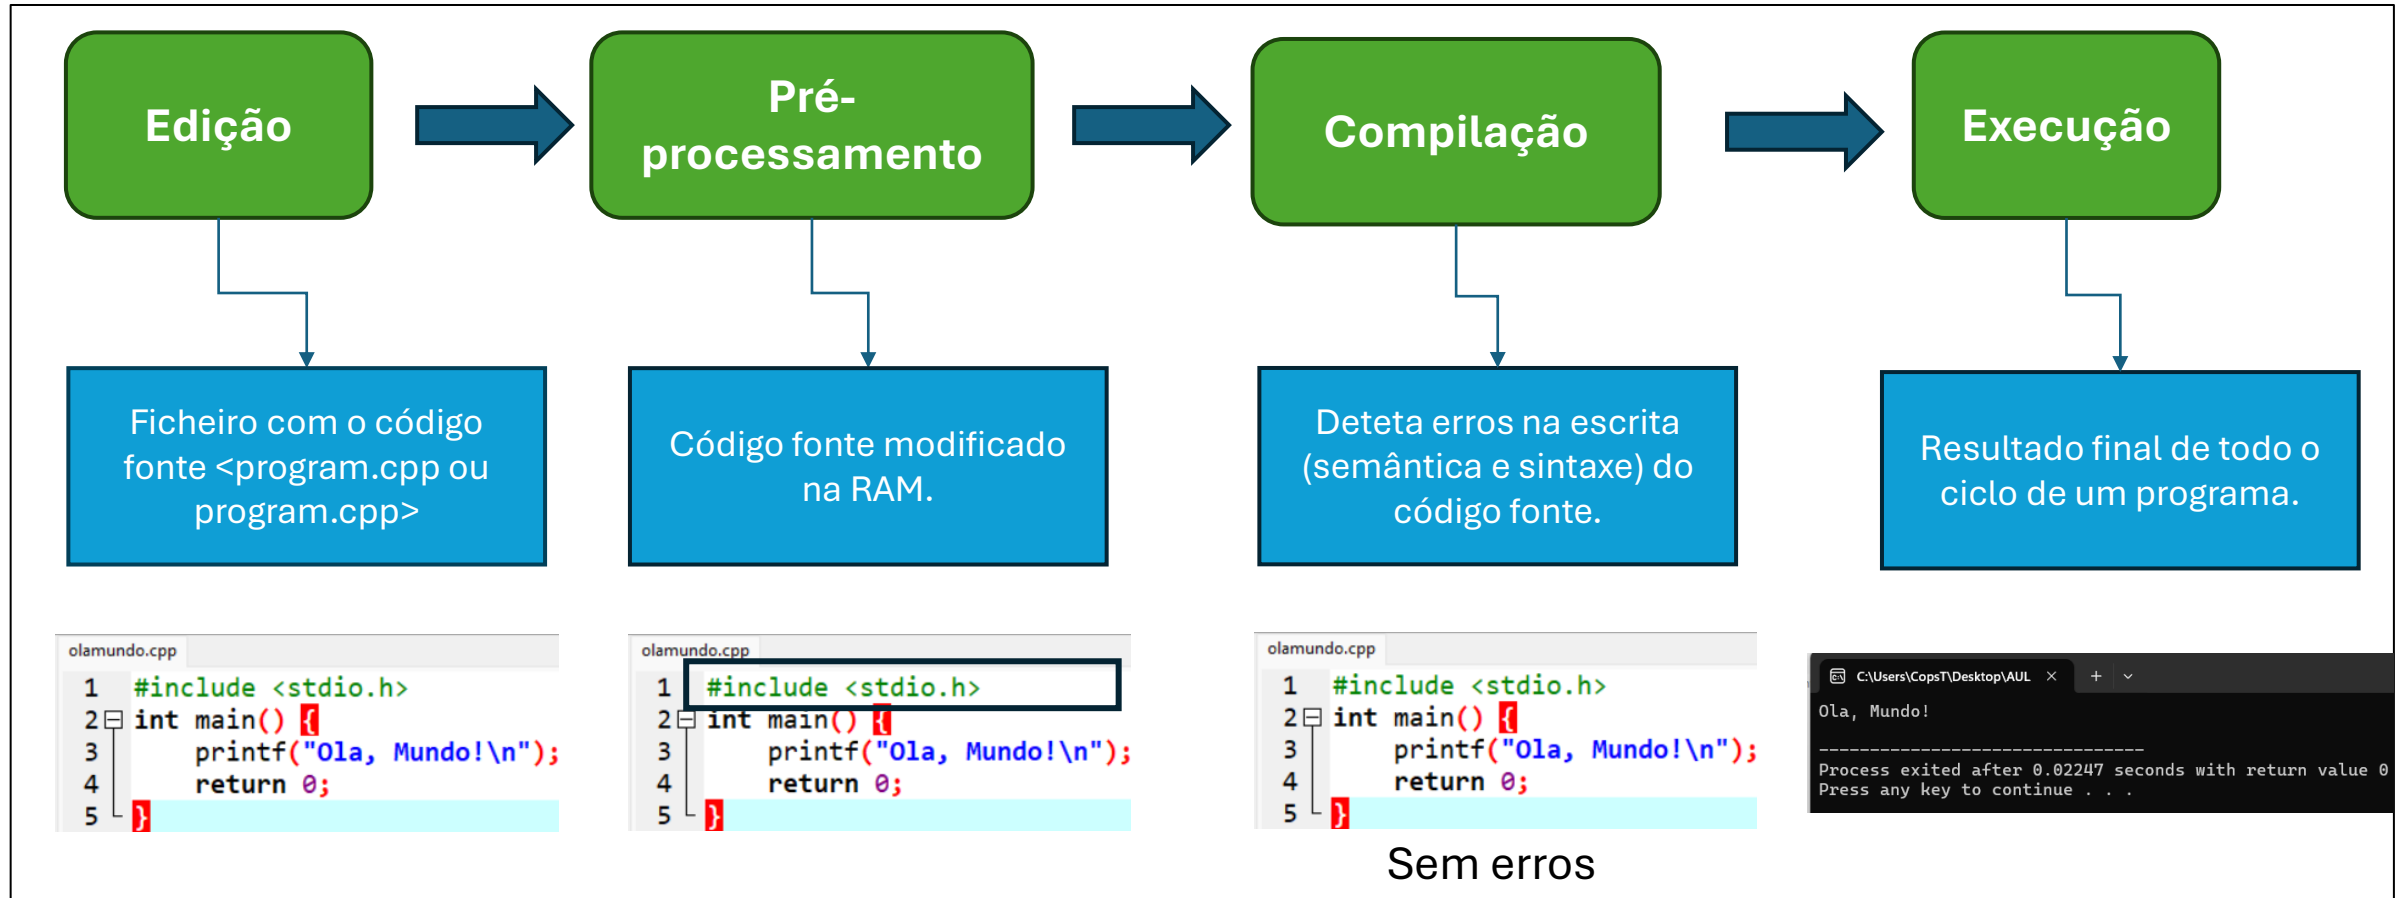 Edição
Pré-
processamento
Compilação
Execução
Ficheiro com o código
fonte <program.cpp ou
program.cpp>
Código fonte modificado
na RAM.
Deteta erros na escrita
(semântica e sintaxe) do
código fonte.
Resultado final de todo o
ciclo de um programa.
olamundo.cpp
1 #include <stdio.h>
2 int main() {
3 printf("Ola, Mundo!\n");
4 return 0;
5 }
olamundo.cpp
1 #include <stdio.h>
2 int main() {
3 printf("Ola, Mundo!\n");
4 return 0;
5 }
olamundo.cpp
1 #include <stdio.h>
2 int main() {
3 printf("Ola, Mundo!\n");
4 return 0;
5 }
Sem erros
C:\Users\CopsT\Desktop\AUL
Ola, Mundo!
--------------------------------
Process exited after 0.02247 seconds with return value 0
Press any key to continue . . .